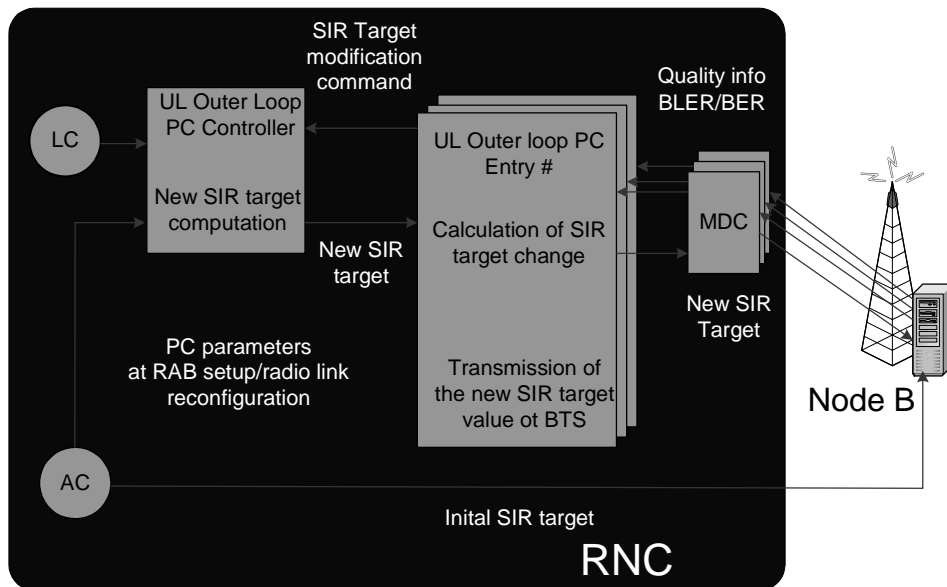 SIR Target
modification
command
Quality info
BLER/BER
UL Outer Loop
PC Controller
LC
UL Outer loop PC
Entry #
New SIR target
computation
MDC
Calculation of SIR
target change
New SIR
target
New SIR
Target
PC parameters
at RAB setup/radio link
reconfiguration
Transmission of
the new SIR target
value ot BTS
Node B
AC
Inital SIR target
RNC